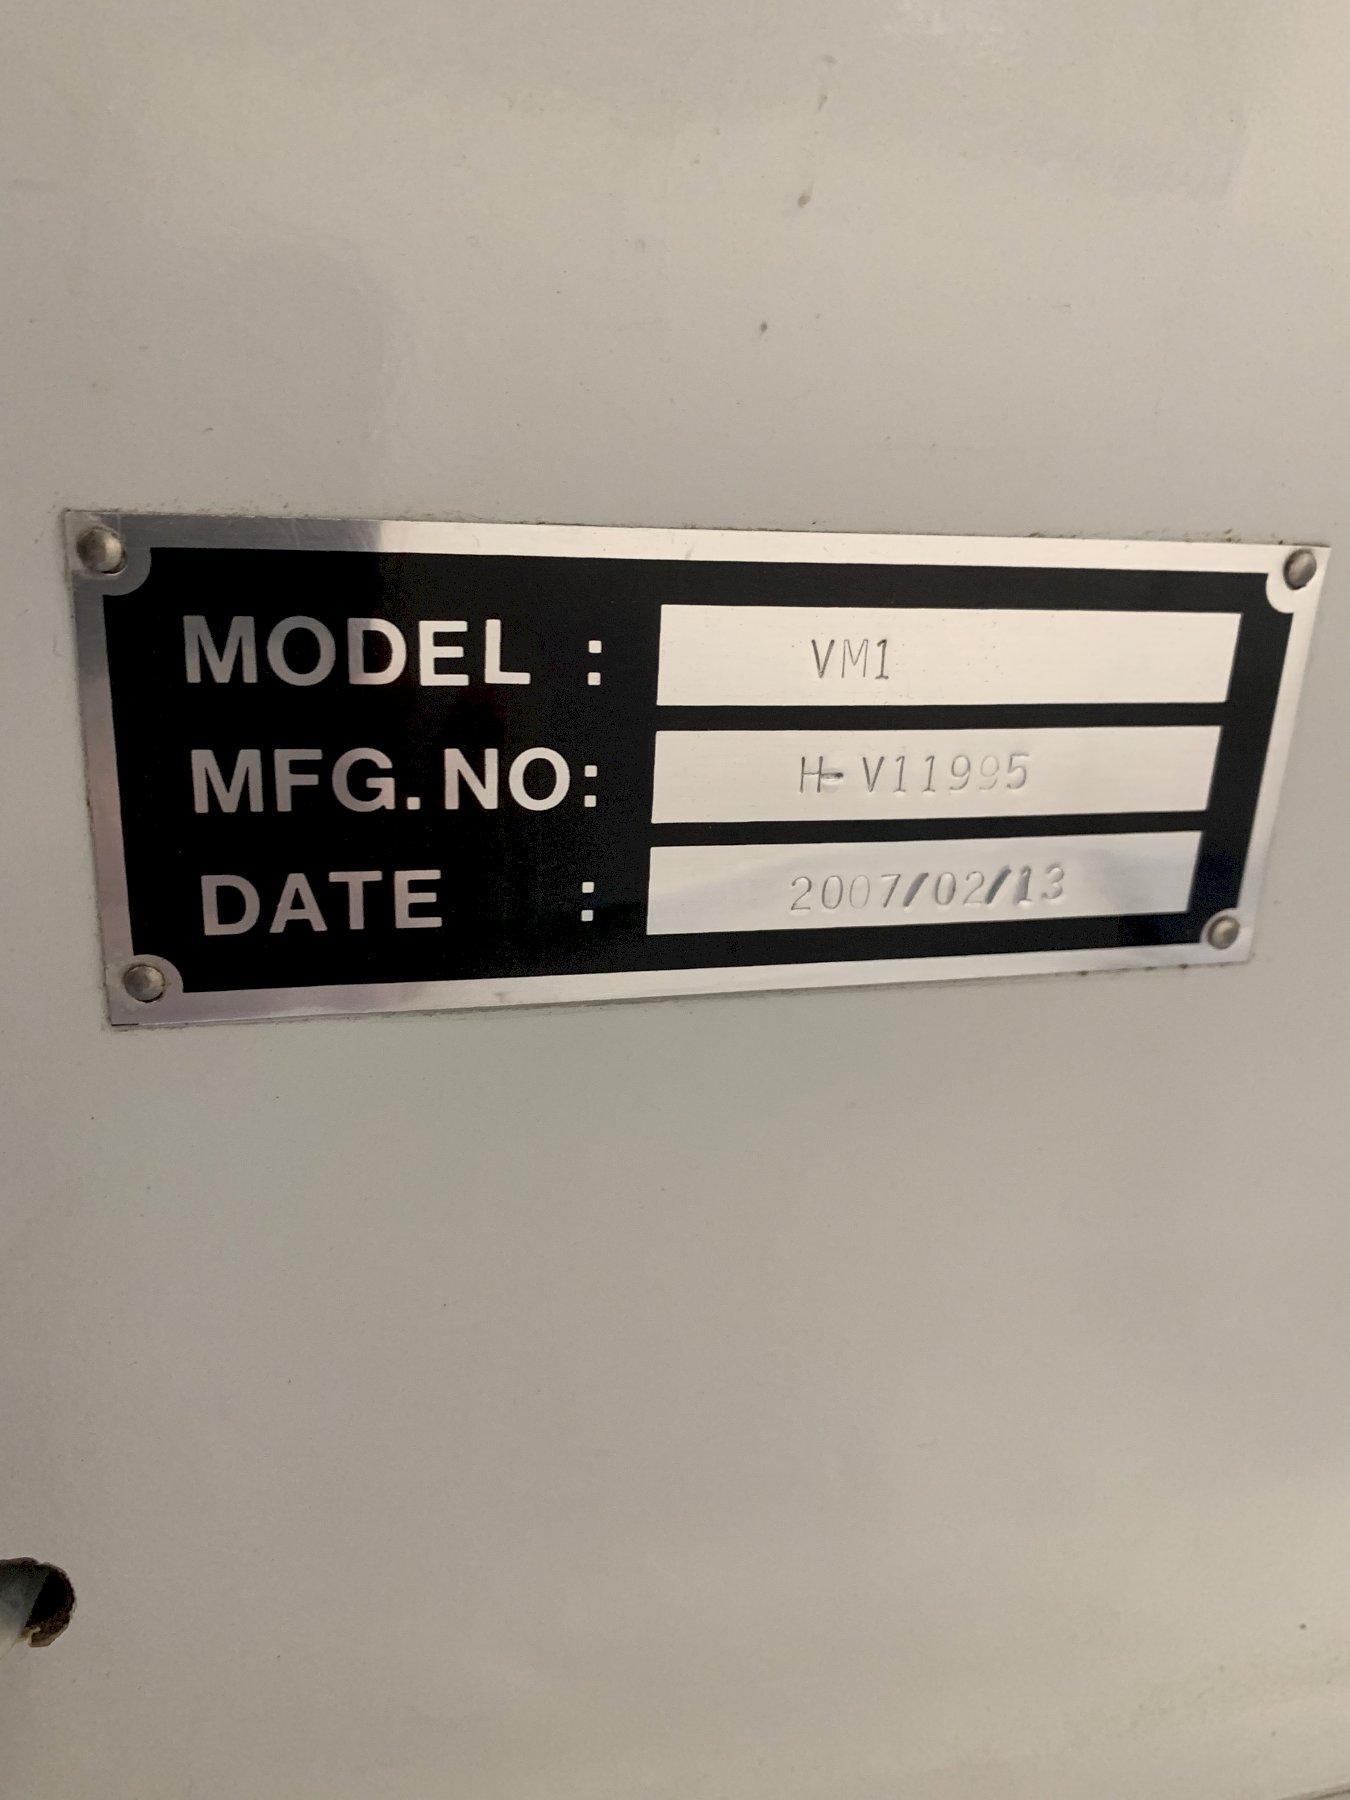 MODEL : VM1
MFG. NO: H-V11995
DATE : 2007/02/13